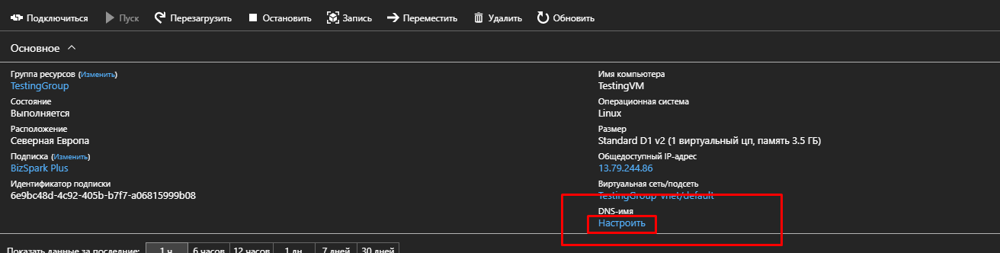 Подключиться Пуск Перезагрузить Остановить Запись Переместить Удалить Обновить
Основное
Группа ресурсов (Изменить)
TestingGroup
Состояние
Выполняется
Расположение
Северная Европа
Подписка (Изменить)
BizSpark Plus
Идентификатор подписки
6e9bc48d-4c92-405b-b7f7-a06815999b08
Имя компьютера
TestingVM
Операционная система
Linux
Размер
Standard D1 v2 (1 виртуальный цп, память 3.5 ГБ)
Общедоступный IP-адрес
13.79.244.86
Виртуальная сеть/подсеть
TestingGroup-vnet/default
DNS-имя
Настроить
Показать данные за последние: 1 ч 6 часов 12 часов 1 дн. 7 дней 30 дней